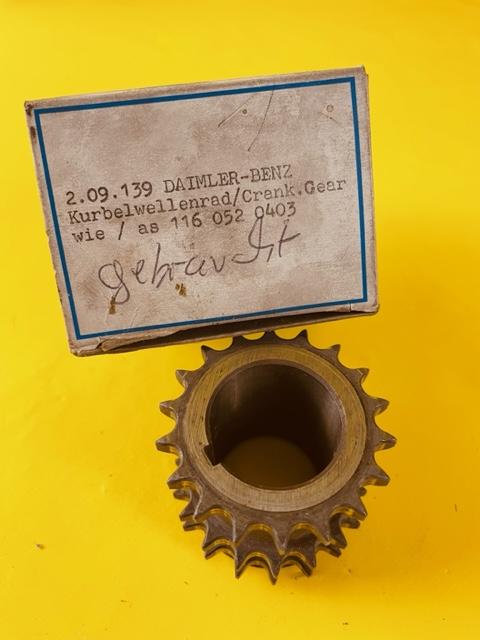 2.09.139 DAIMLER-BENZ
Kurbelwellenrad/Crank.Gear
wie / as 116 052 0403
gebraucht